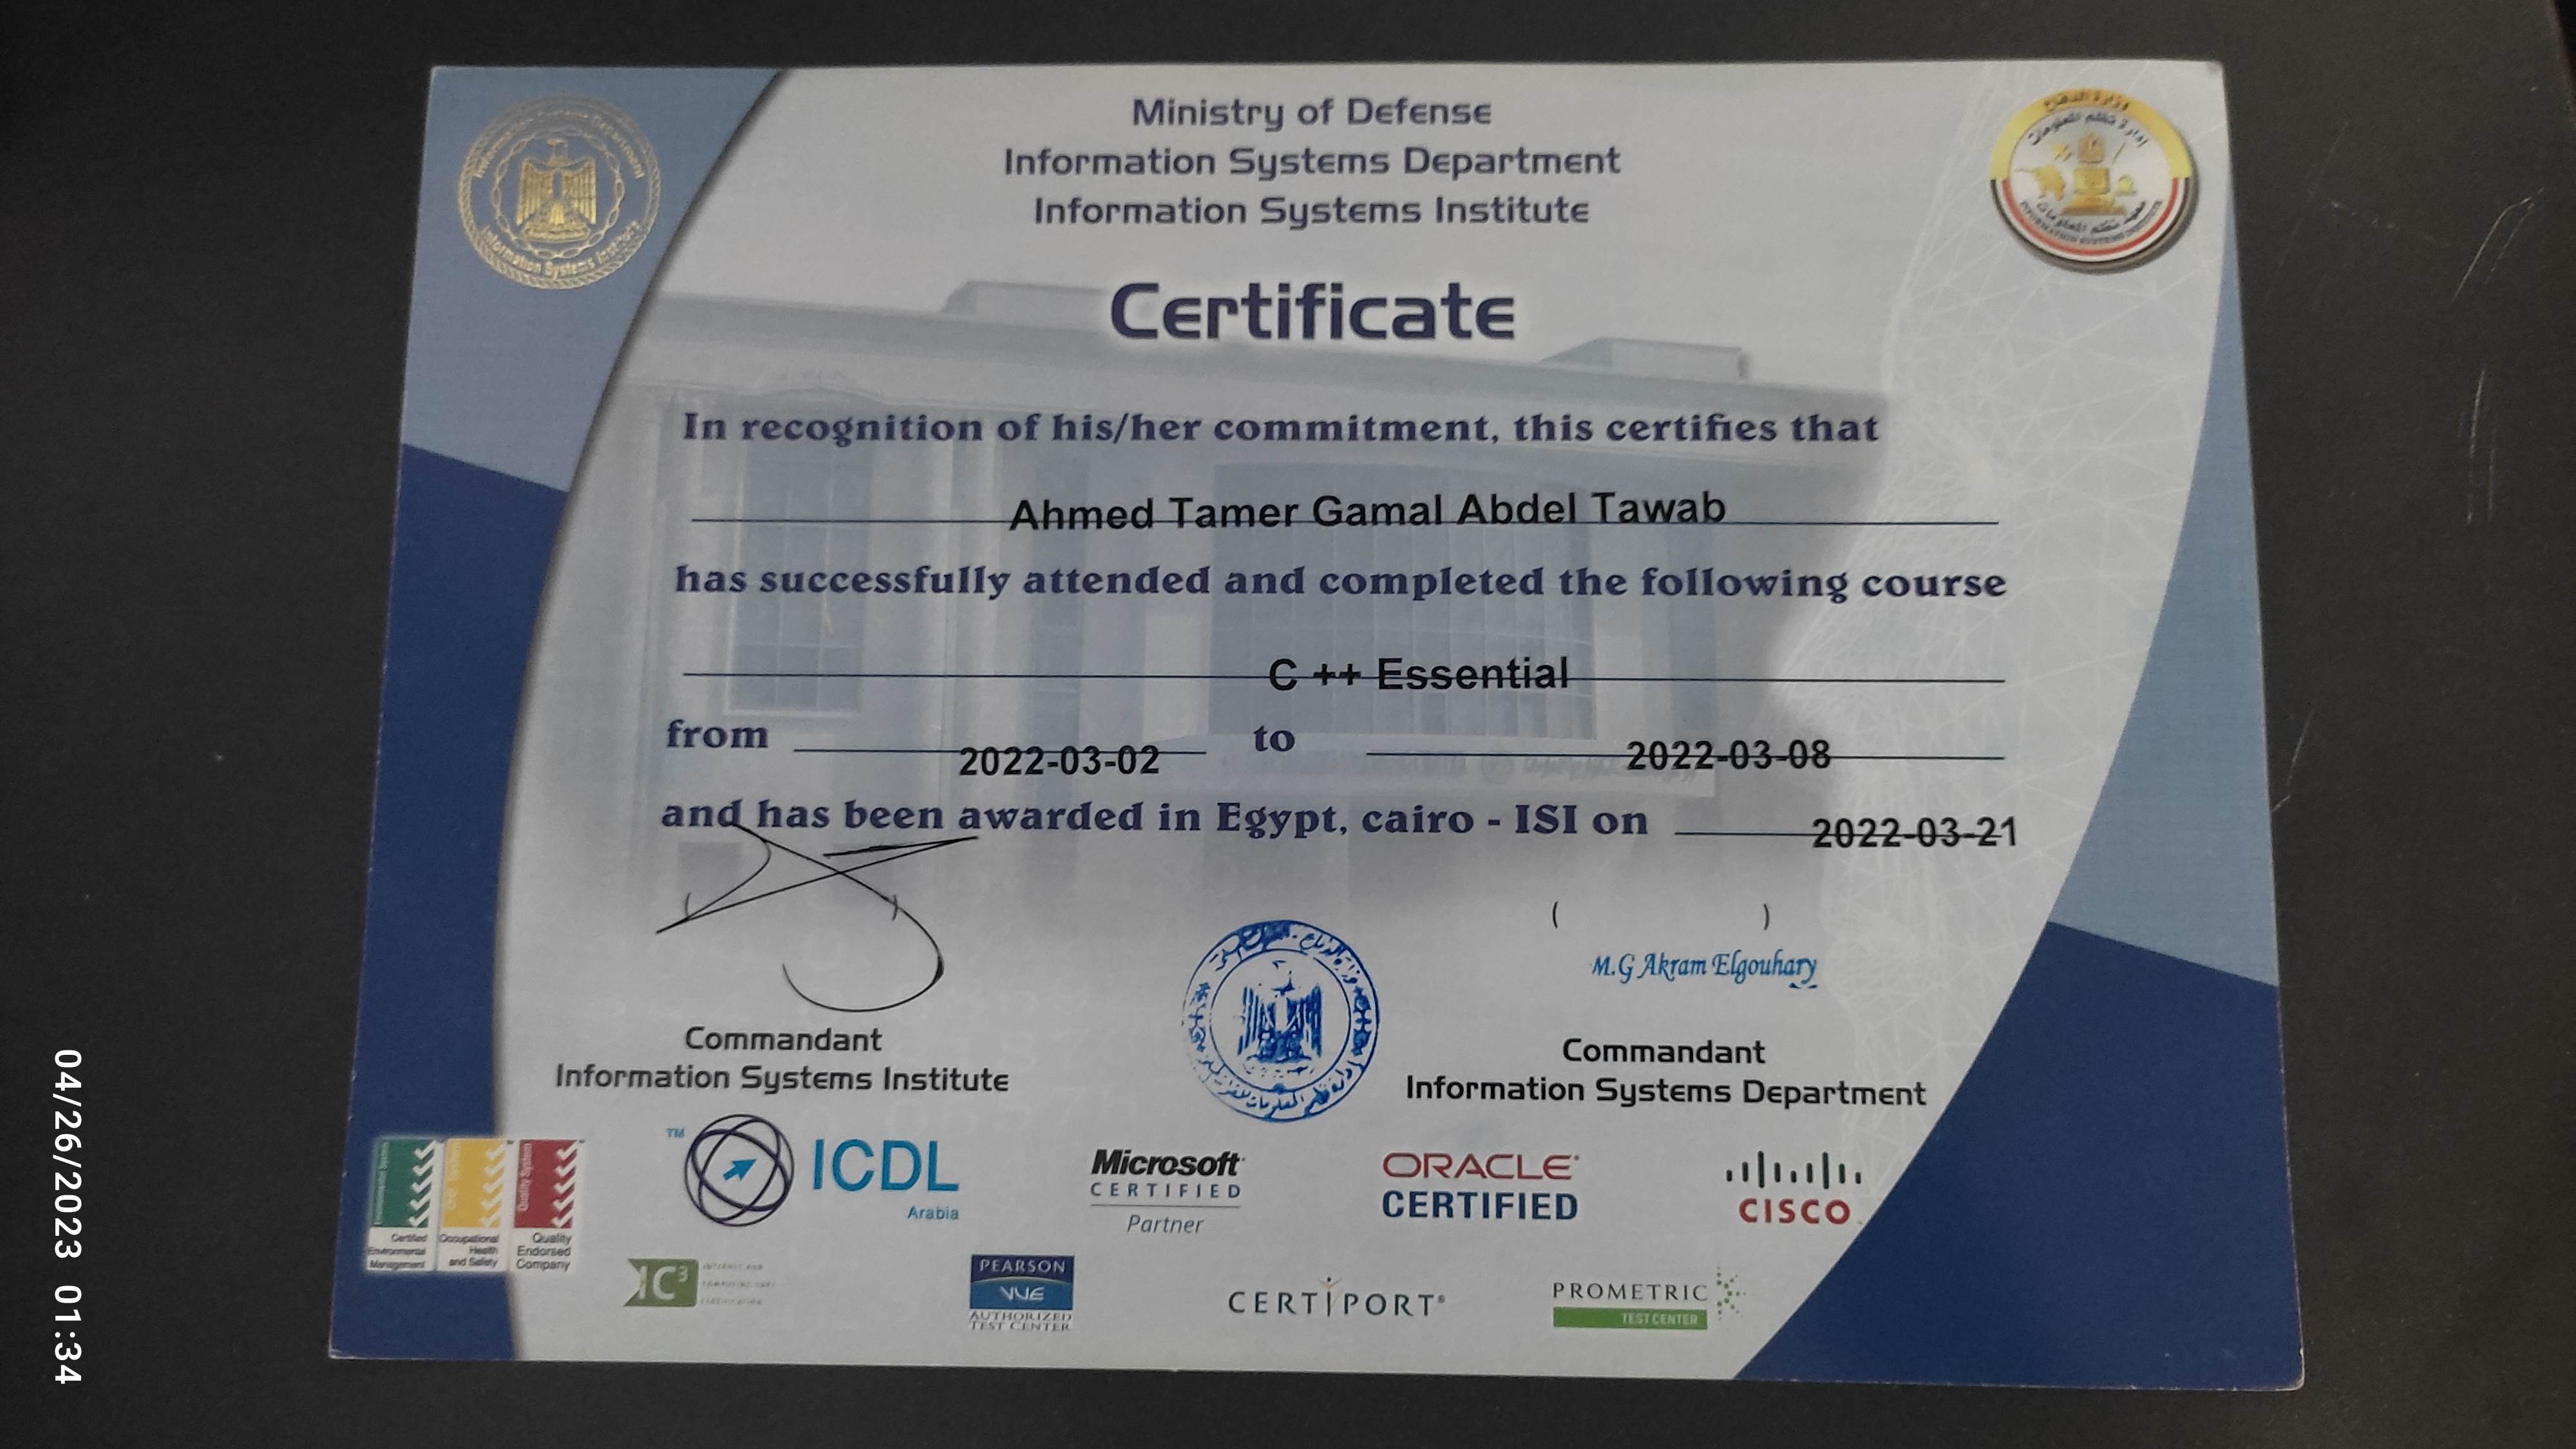 Ministry of Defense
Information Systems Department
Information Systems Institute
Certificate
In recognition of his/her commitment, this certifies that
Ahmed Tamer Gamal Abdel Tawab
has successfully attended and completed the following course
C ++ Essential
from 2022-03-02 to 2022-03-08
and has been awarded in Egypt, cairo - ISI on 2022-03-21
( )
M.G Akram Elgouhary
Commandant
Information Systems Institute
Commandant
Information Systems Department
TM
ICDL
Arabia
Microsoft
CERTIFIED
Partner
ORACLE
CERTIFIED
CISCO
Certified
Environmental
Management
Occupational
Health
and Safety
Quality System
Quality
Endorsed
Company
IC³
PEARSON
VUE
AUTHORIZED
TEST CENTER
CERTIPORT®
PROMETRIC
TEST CENTER
04/26/2023 01:34